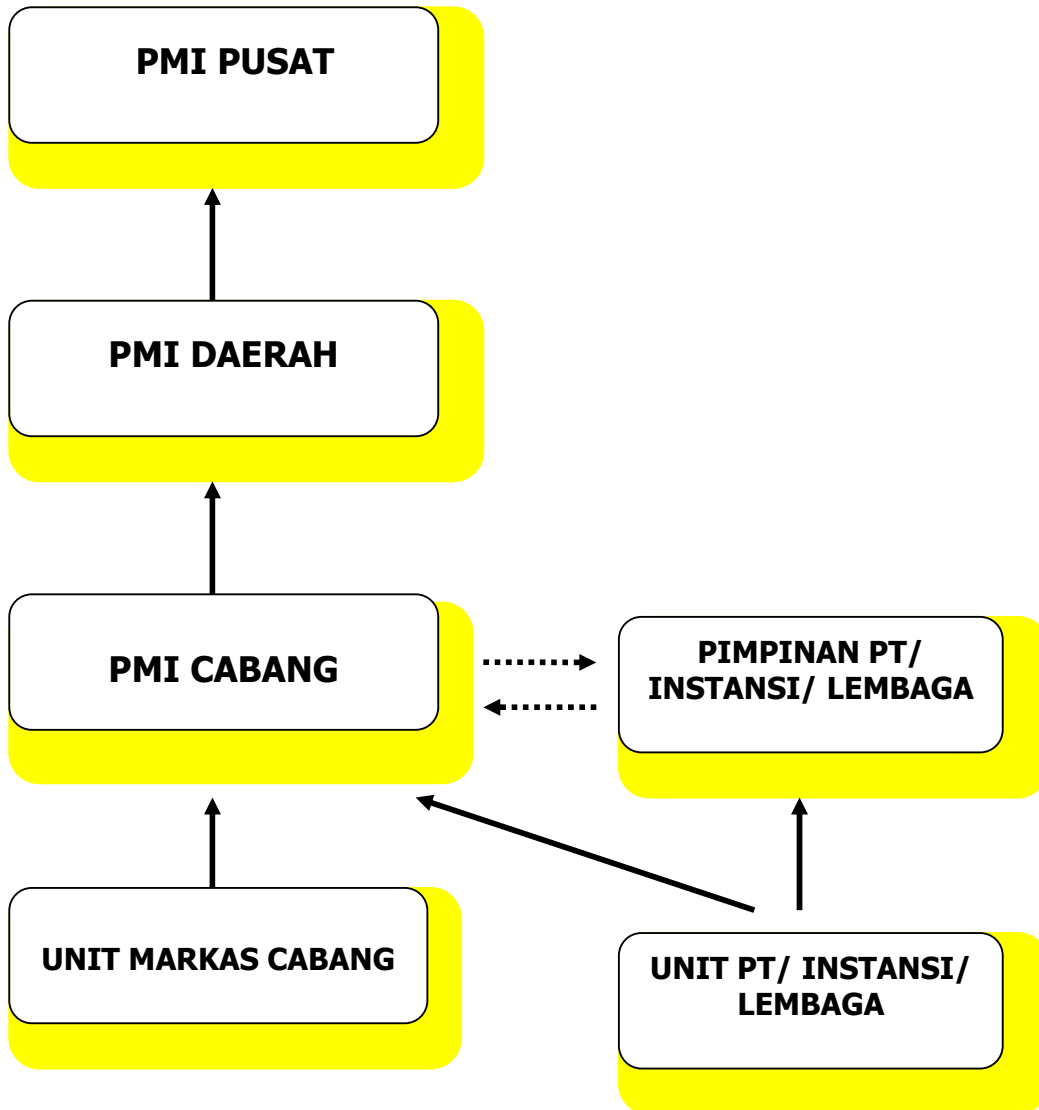 PMI PUSAT
PMI DAERAH
PMI CABANG
PIMPINAN PT/
INSTANSI/ LEMBAGA
UNIT MARKAS CABANG
UNIT PT/ INSTANSI/
LEMBAGA